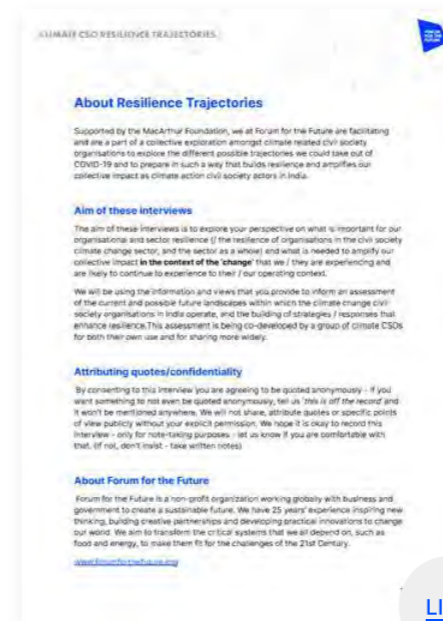 CLIMATE CSO RESILIENCE TRAJECTORIES
FORUM
FOR THE
FUTURE
About Resilience Trajectories
Supported by the MacArthur Foundation, we at Forum for the Future are facilitating
and are a part of a collective exploration amongst climate related civil society
organisations to explore the different possible trajectories we could take out of
COVID-19 and to prepare in such a way that builds resilience and amplifies our
collective impact as climate action civil society actors in India.
Aim of these interviews
The aim of these interviews is to explore your perspective on what is important for our
organisational and sector resilience (/ the resilience of organisations in the civil society
climate change sector, and the sector as a whole) and what is needed to amplify our
collective impact in the context of the 'change' that we / they are experiencing and
are likely to continue to experience to their / our operating context.
We will be using the information and views that you provide to inform an assessment
of the current and possible future landscapes within which the climate change civil
society organisations in India operate, and the building of strategies / responses that
enhance resilience.This assessment is being co-developed by a group of climate CSOs
for both their own use and for sharing more widely.
Attributing quotes/confidentiality
By consenting to this interview you are agreeing to be quoted anonymously - if you
want something to not even be quoted anonymously, tell us 'this is off the record' and
it won't be mentioned anywhere. We will not share, attribute quotes or specific points
of view publicly without your explicit permission. We hope it is okay to record this
interview - only for note-taking purposes - let us know if you are comfortable with
that. (if not, don't insist - take written notes)
About Forum for the Future
Forum for the Future is a non-profit organization working globally with business and
government to create a sustainable future. We have 25 years' experience inspiring new
thinking, building creative partnerships and developing practical innovations to change
our world. We aim to transform the critical systems that we all depend on, such as
food and energy, to make them fit for the challenges of the 21st Century.
www.forumforthefuture.org
LI